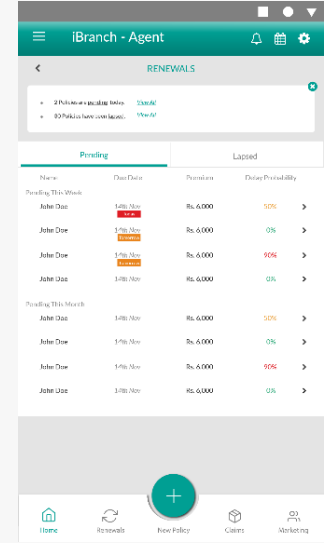 iBranch - Agent
RENEWALS
2 Policies are pending today. View All
80 Policies have been lapsed. View All
Pending Lapsed
Name Due Date Premium Delay Probability
Pending This Week
John Doe 14th Nov Rs. 6,000 50%
John Doe 14th Nov Rs. 6,000 0%
Tomorrow
John Doe 14th Nov Rs. 6,000 90%
Tomorrow
John Doe 14th Nov Rs. 6,000 0%
Pending This Month
John Doe 14th Nov Rs. 6,000 50%
John Doe 14th Nov Rs. 6,000 0%
John Doe 14th Nov Rs. 6,000 90%
John Doe 14th Nov Rs. 6,000 0%
Home Renewals New Policy Claims Marketing